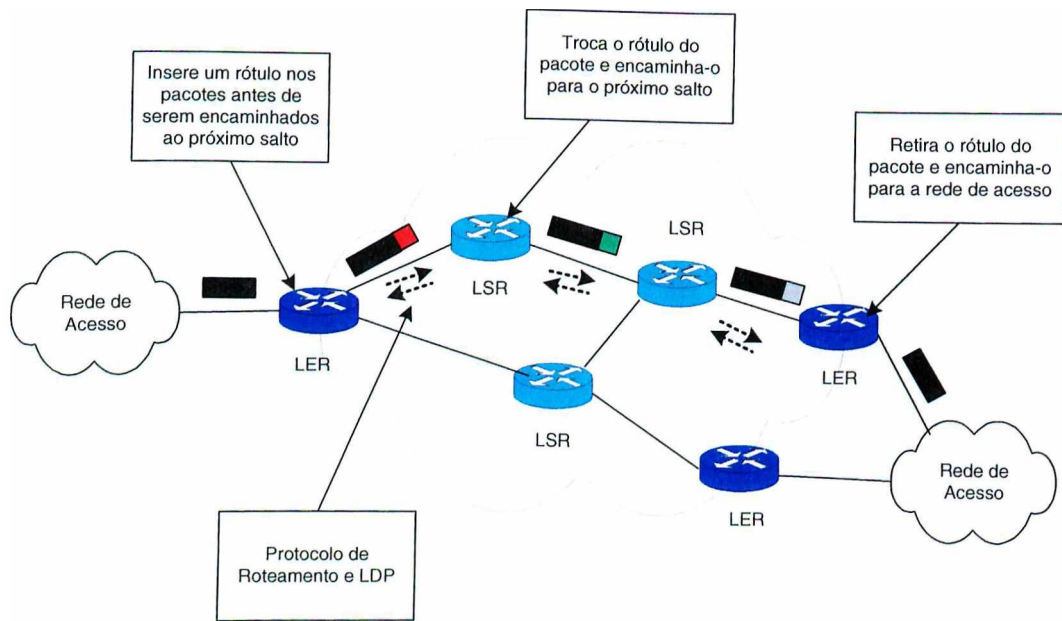 Insere um rótulo nos
pacotes antes de
serem encaminhados
ao próximo salto
Troca o rótulo do
pacote e encaminha-o
para o próximo salto
Retira o rótulo do
pacote e encaminha-o
para a rede de acesso
LSR
LSR
Rede de
Acesso
LER
LER
LSR
LER
Rede de
Acesso
Protocolo de
Roteamento e LDP